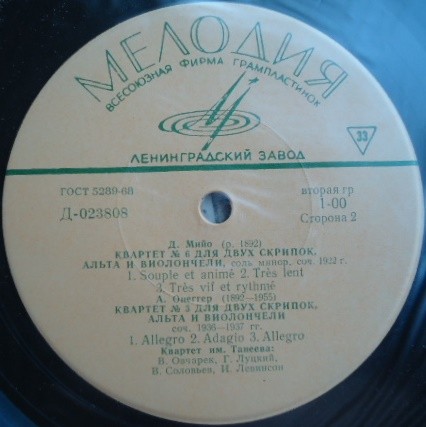 МЕЛОДИЯ
ВСЕСОЮЗНАЯ ФИРМА ГРАМПЛАСТИНОК
33
ЛЕНИНГРАДСКИЙ ЗАВОД
ГОСТ 5289-68
вторая гр
Д-023808
1-00
Сторона 2
Д. Мийо (р. 1892)
КВАРТЕТ № 6 ДЛЯ ДВУХ СКРИПОК,
АЛЬТА И ВИОЛОНЧЕЛИ, соль мажор, соч. 1922 г.
1. Souple et animé 2. Très lent
3. Très vif et rythmé
А. Онеггер (1892—1955)
КВАРТЕТ № 3 ДЛЯ ДВУХ СКРИПОК,
АЛЬТА И ВИОЛОНЧЕЛИ
соч. 1936—1937 гг.
1. Allegro 2. Adagio 3. Allegro
Квартет им. Танеева:
В. Овчарек, Г. Луцкий,
В. Соловьев, И. Левинзон